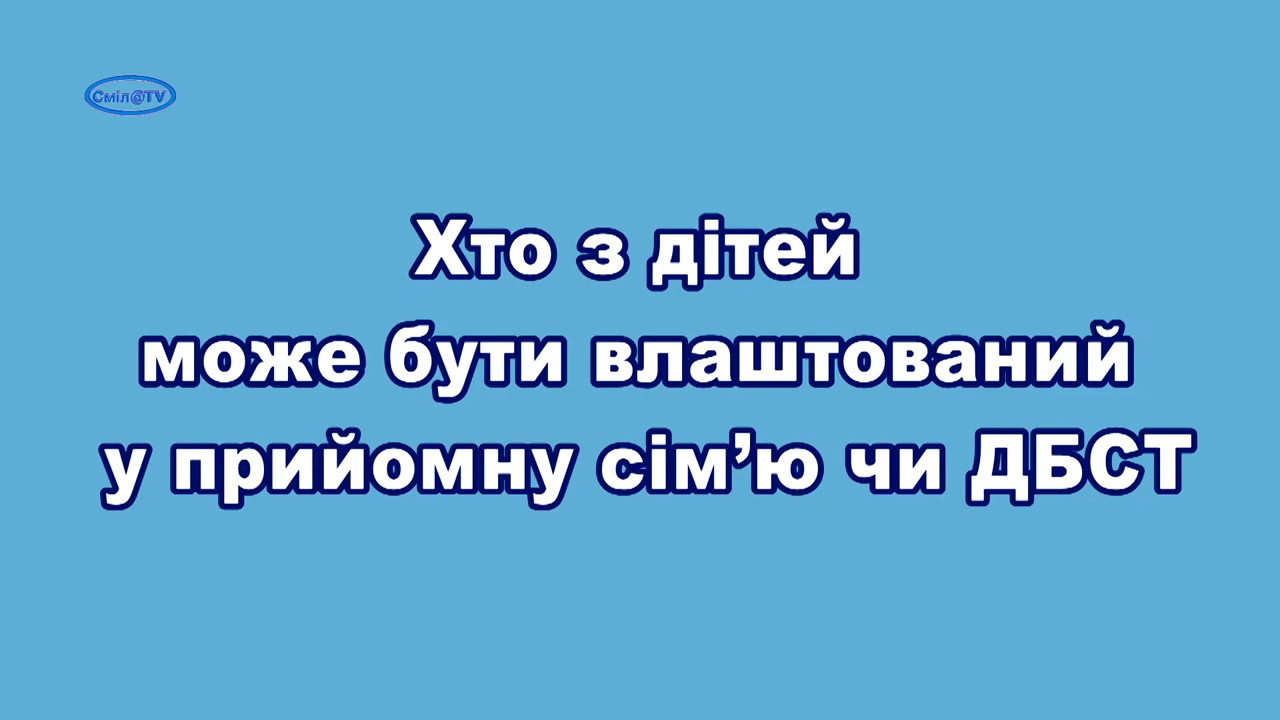 Сміл@TV
Хто з дітей
може бути влаштований
у прийомну сім’ю чи ДБСТ